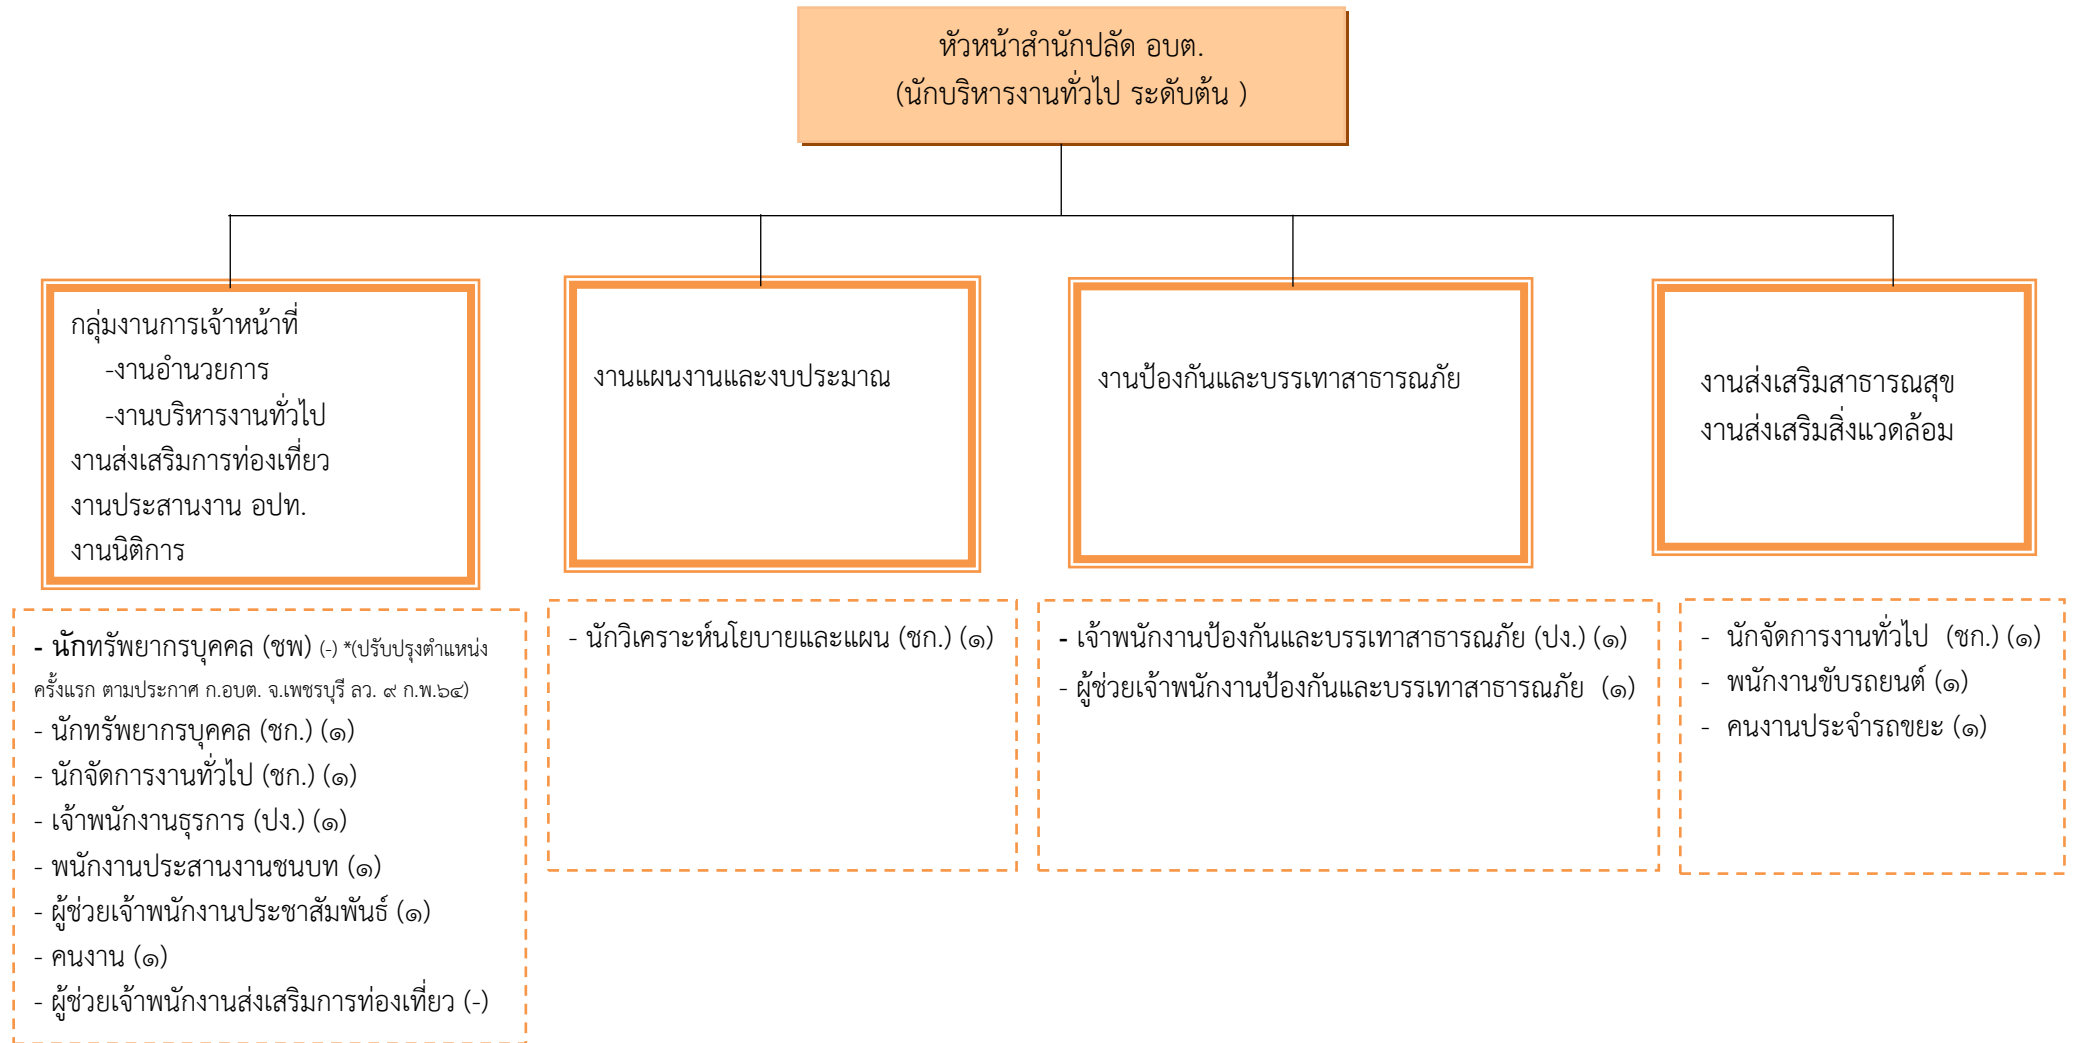 หัวหน้าสำนักปลัด อบต.
(นักบริหารงานทั่วไป ระดับต้น )
กลุ่มงานการเจ้าหน้าที่
-งานอำนวยการ
-งานบริหารงานทั่วไป
งานส่งเสริมการท่องเที่ยว
งานประสานงาน อปท.
งานนิติการ
งานแผนงานและงบประมาณ
งานป้องกันและบรรเทาสาธารณภัย
งานส่งเสริมสาธารณสุข
งานส่งเสริมสิ่งแวดล้อม
- นักทรัพยากรบุคคล (ชพ) (-) *(ปรับปรุงตำแหน่ง
ครั้งแรก ตามประกาศ ก.อบต. จ.เพชรบุรี ลว. ๙ ก.พ.๖๔)
- นักทรัพยากรบุคคล (ชก.) (๑)
- นักจัดการงานทั่วไป (ชก.) (๑)
- เจ้าพนักงานธุรการ (ปง.) (๑)
- พนักงานประสานงานชนบท (๑)
- ผู้ช่วยเจ้าพนักงานประชาสัมพันธ์ (๑)
- คนงาน (๑)
- ผู้ช่วยเจ้าพนักงานส่งเสริมการท่องเที่ยว (-)
- นักวิเคราะห์นโยบายและแผน (ชก.) (๑)
- เจ้าพนักงานป้องกันและบรรเทาสาธารณภัย (ปง.) (๑)
- ผู้ช่วยเจ้าพนักงานป้องกันและบรรเทาสาธารณภัย (๑)
- นักจัดการงานทั่วไป (ชก.) (๑)
- พนักงานขับรถยนต์ (๑)
- คนงานประจำรถขยะ (๑)